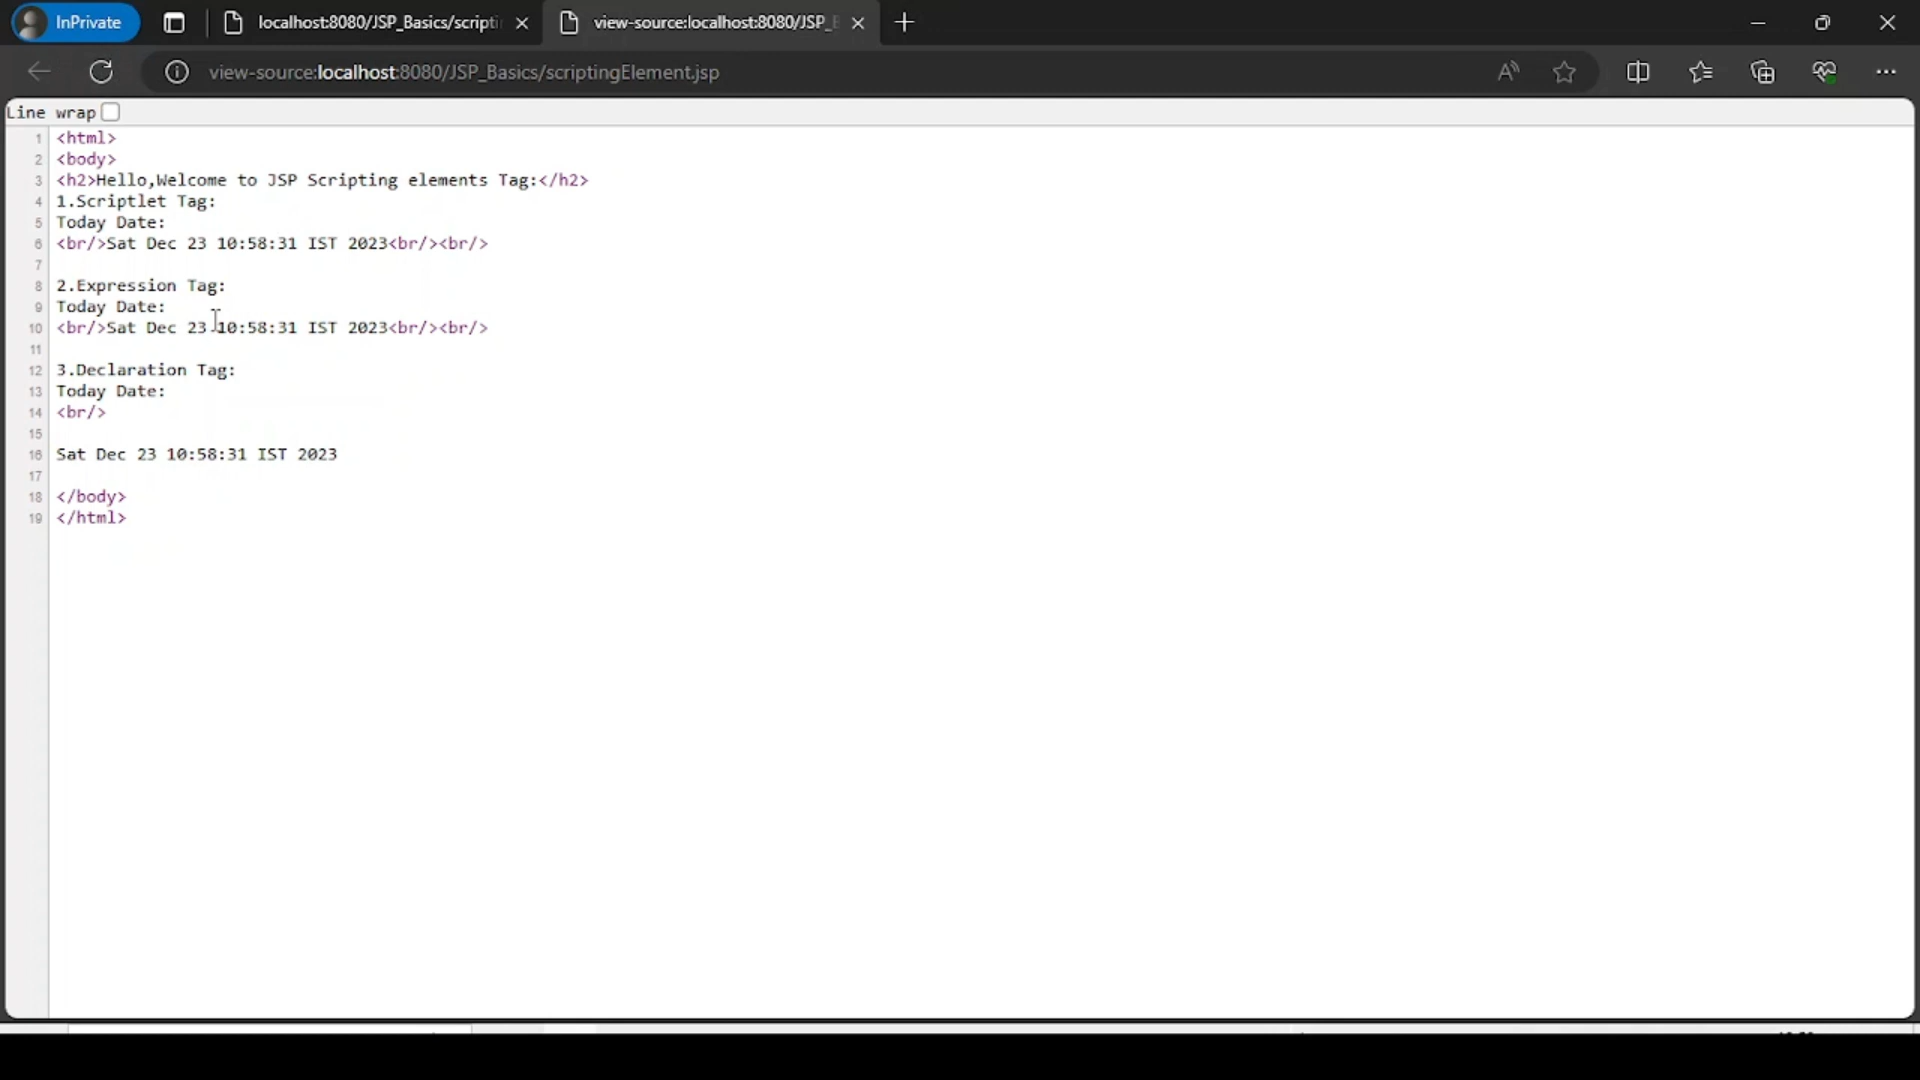 InPrivate
localhost:8080/JSP_Basics/scripti
view-source:localhost:8080/JSP_
view-source:localhost:8080/JSP_Basics/scriptingElement.jsp
Line wrap
1 <html>
2 <body>
3 <h2>Hello,Welcome to JSP Scripting elements Tag:</h2>
4 1.Scriptlet Tag:
5 Today Date:
6 <br/>Sat Dec 23 10:58:31 IST 2023<br/><br/>
7
8 2.Expression Tag:
9 Today Date:
10 <br/>Sat Dec 23 10:58:31 IST 2023<br/><br/>
11
12 3.Declaration Tag:
13 Today Date:
14 <br/>
15
16 Sat Dec 23 10:58:31 IST 2023
17
18 </body>
19 </html>